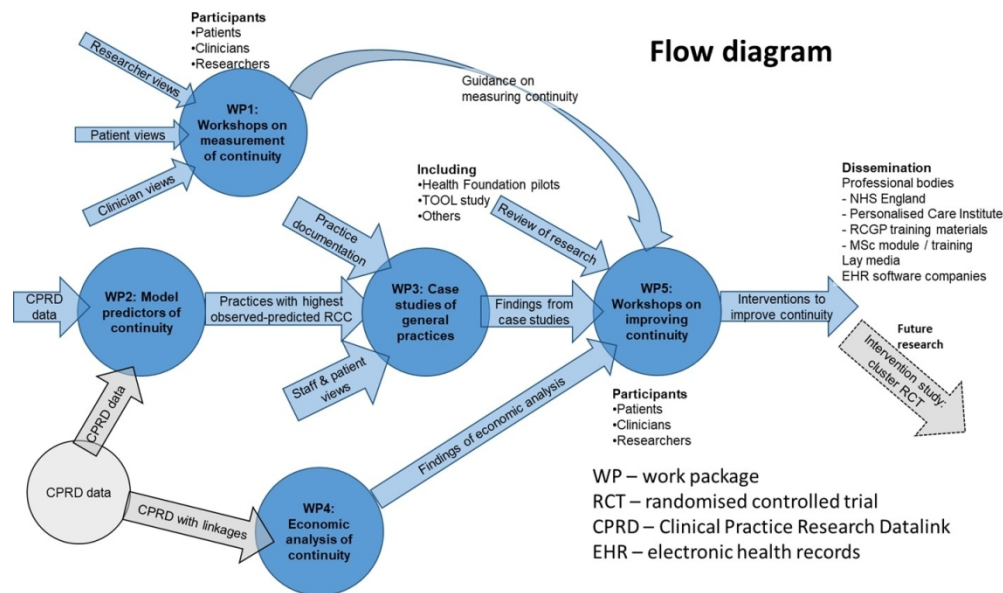 Flow diagram
Participants
•Patients
•Clinicians
•Researchers
Researcher views
Patient views
Clinician views
WP1:
Workshops on
measurement
of continuity
Guidance on
measuring continuity
Including
•Health Foundation pilots
•TOOL study
•Others
Dissemination
Professional bodies
- NHS England
- Personalised Care Institute
- RCGP training materials
- MSc module / training
Lay media
EHR software companies
CPRD
data
WP2: Model
predictors of
continuity
Practices with highest
observed-predicted RCC
Practice
documentation
Staff & patient
views
WP3: Case
studies of
general
practices
Findings from
case studies
Review of research
WP5:
Workshops on
improving
continuity
Interventions to
improve continuity
Future
research
Intervention study:
cluster RCT
Participants
•Patients
•Clinicians
•Researchers
CPRD data
CPRD data
CPRD with linkages
WP4:
Economic
analysis of
continuity
Findings of economic analysis
WP – work package
RCT – randomised controlled trial
CPRD – Clinical Practice Research Datalink
EHR – electronic health records